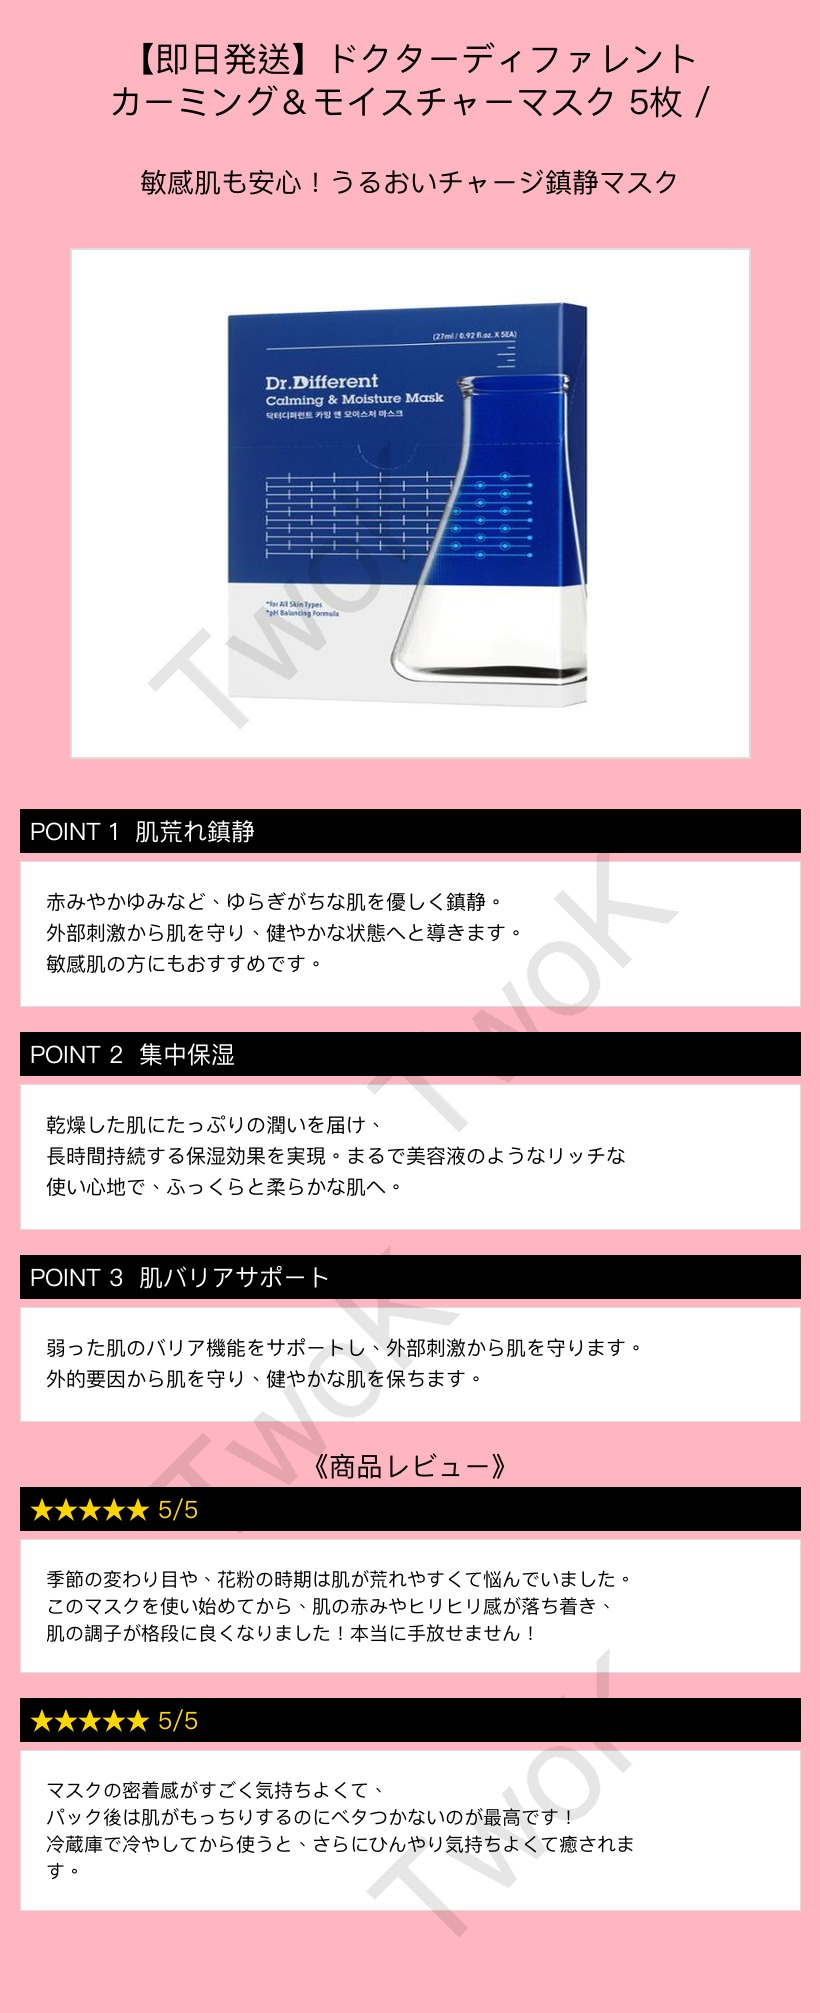 【即日発送】ドクターディファレント
カーミング＆モイスチャーマスク 5枚 /
敏感肌も安心！うるおいチャージ鎮静マスク
(27ml / 0.92 fl.oz. X 5EA)
Dr.Different
Calming & Moisture Mask
닥터디퍼런트 카밍 앤 모이스처 마스크
*for All Skin Types
*pH Balancing Formula
TwoK
POINT 1 肌荒れ鎮静
赤みやかゆみなど、ゆらぎがちな肌を優しく鎮静。
外部刺激から肌を守り、健やかな状態へと導きます。
敏感肌の方にもおすすめです。
TwoK
POINT 2 集中保湿
乾燥した肌にたっぷりの潤いを届け、
長時間持続する保湿効果を実現。まるで美容液のようなリッチな
使い心地で、ふっくらと柔らかな肌へ。
POINT 3 肌バリアサポート
弱った肌のバリア機能をサポートし、外部刺激から肌を守ります。
外的要因から肌を守り、健やかな肌を保ちます。
TwoK
《商品レビュー》
★★★★★ 5/5
季節の変わり目や、花粉の時期は肌が荒れやすくて悩んでいました。
このマスクを使い始めてから、肌の赤みやヒリヒリ感が落ち着き、
肌の調子が格段に良くなりました！本当に手放せません！
★★★★★ 5/5
マスクの密着感がすごく気持ちよくて、
パック後は肌がもっちりするのにベタつかないのが最高です！
冷蔵庫で冷やしてから使うと、さらにひんやり気持ちよくて癒されま
す。
TwoK